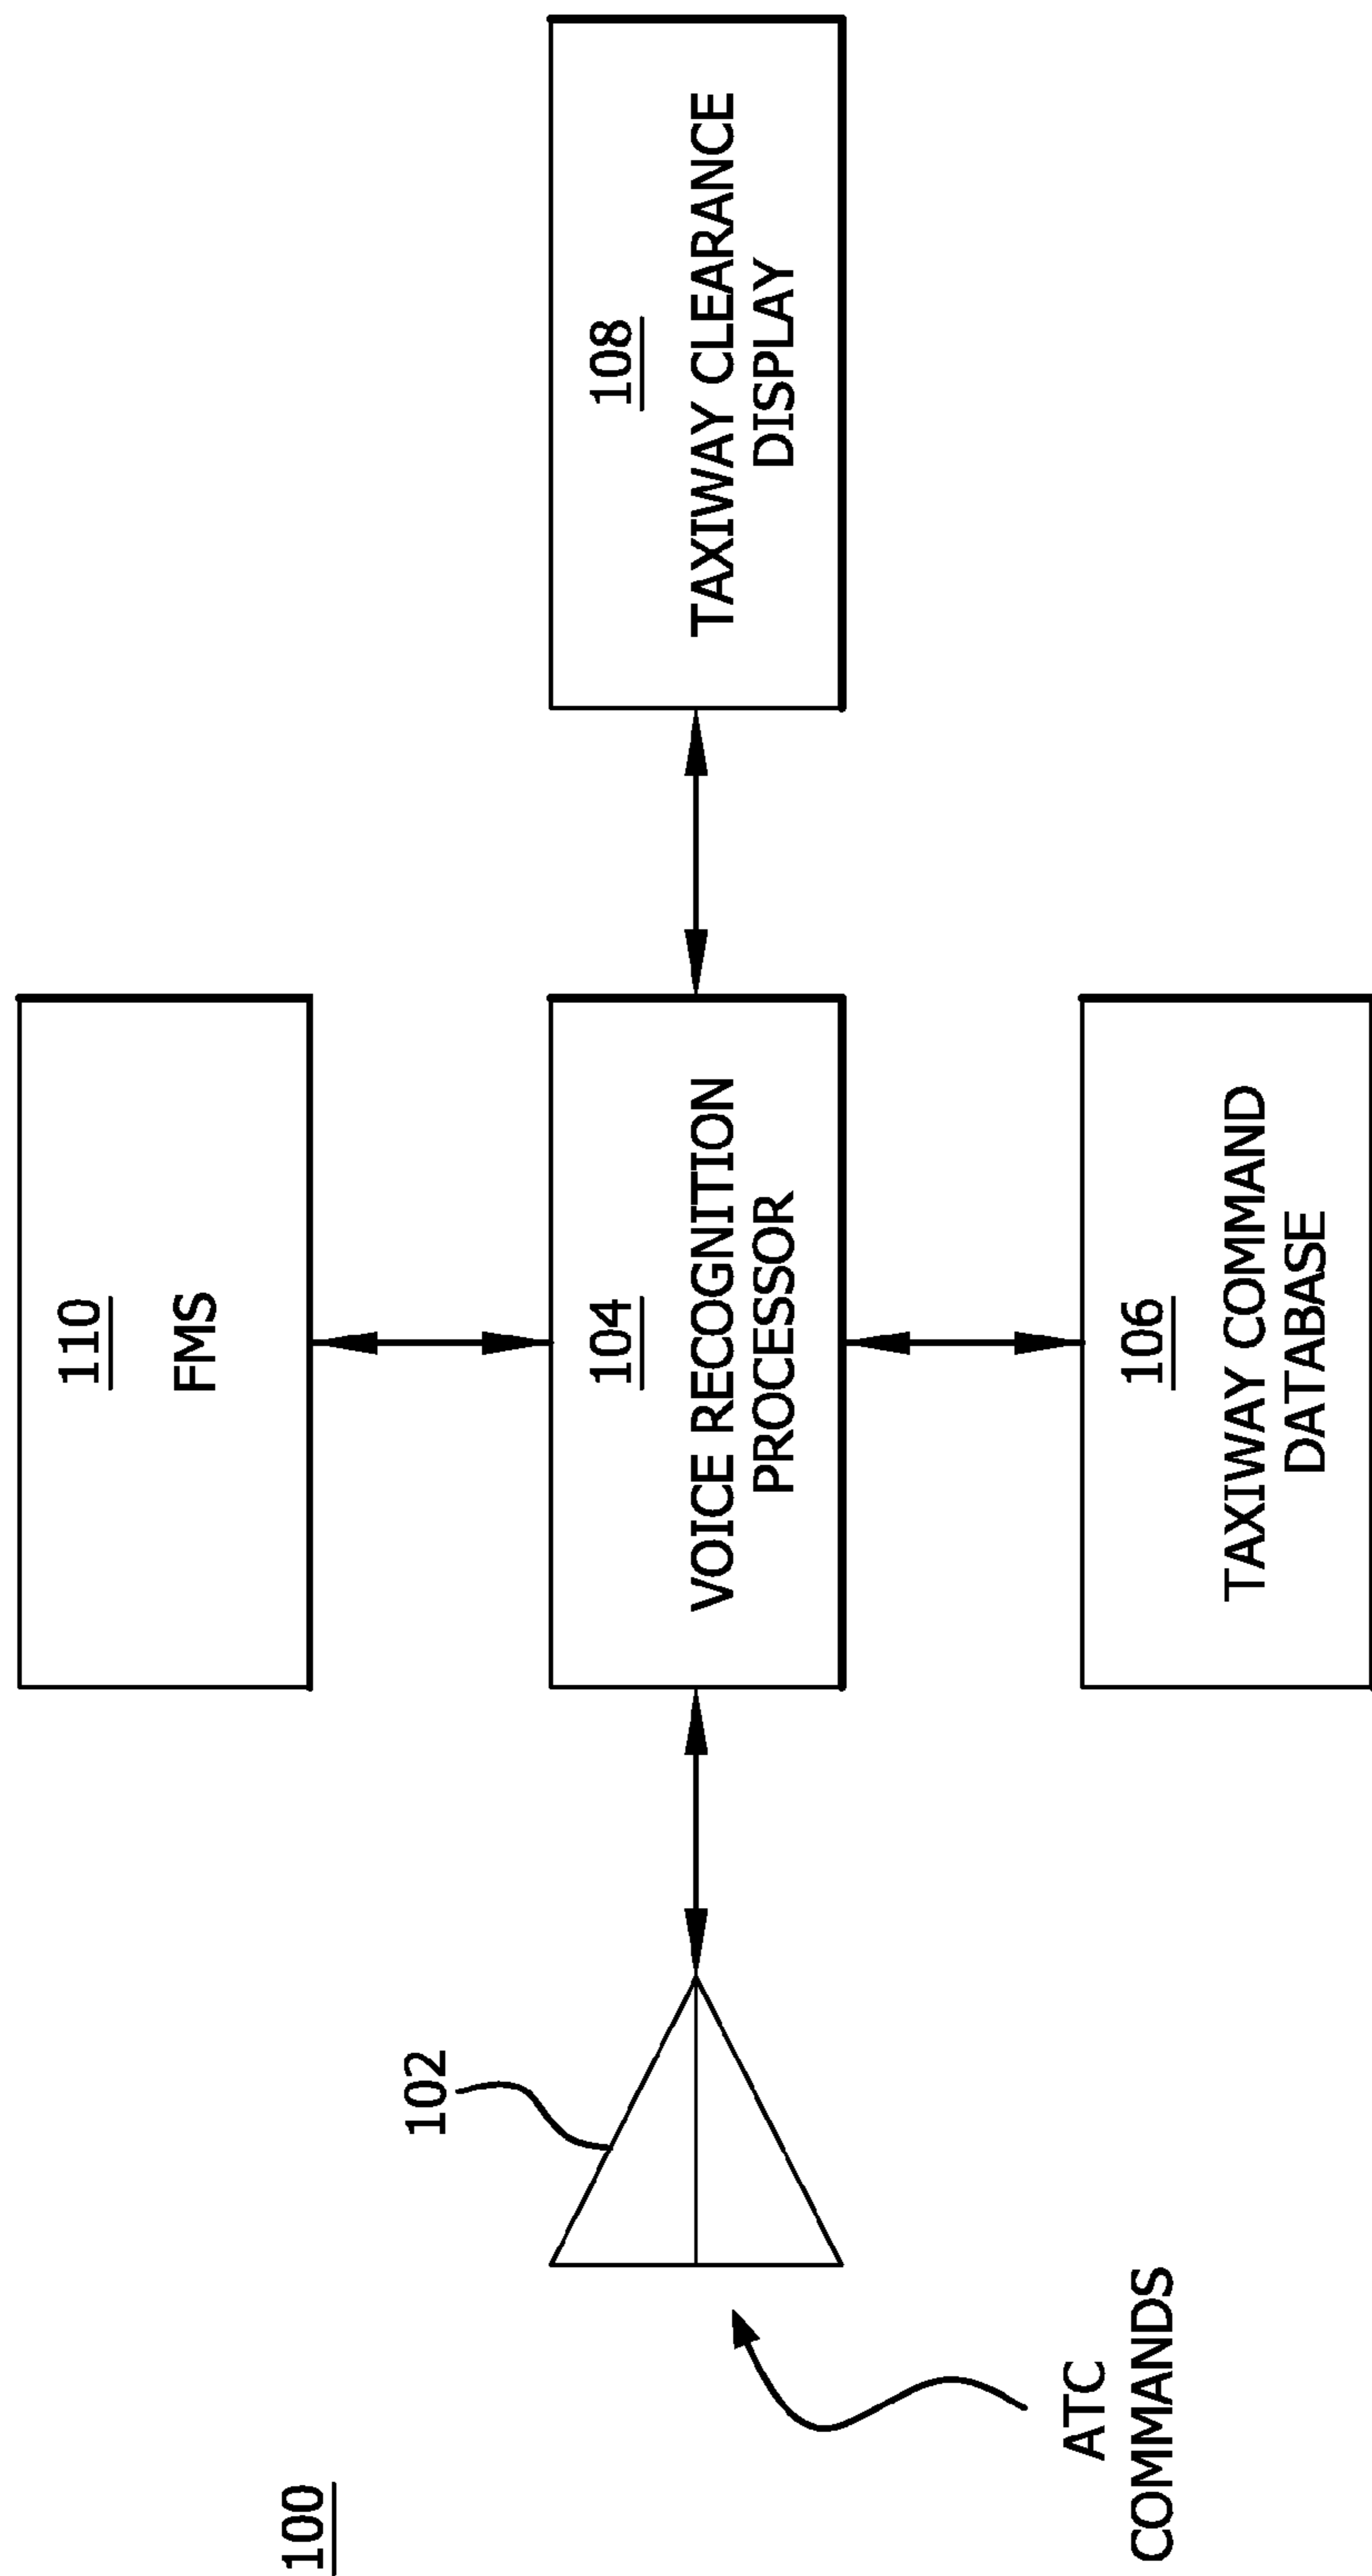 100
110
FMS
102
104
VOICE RECOGNITION
PROCESSOR
108
TAXIWAY CLEARANCE
DISPLAY
ATC
COMMANDS
106
TAXIWAY COMMAND
DATABASE